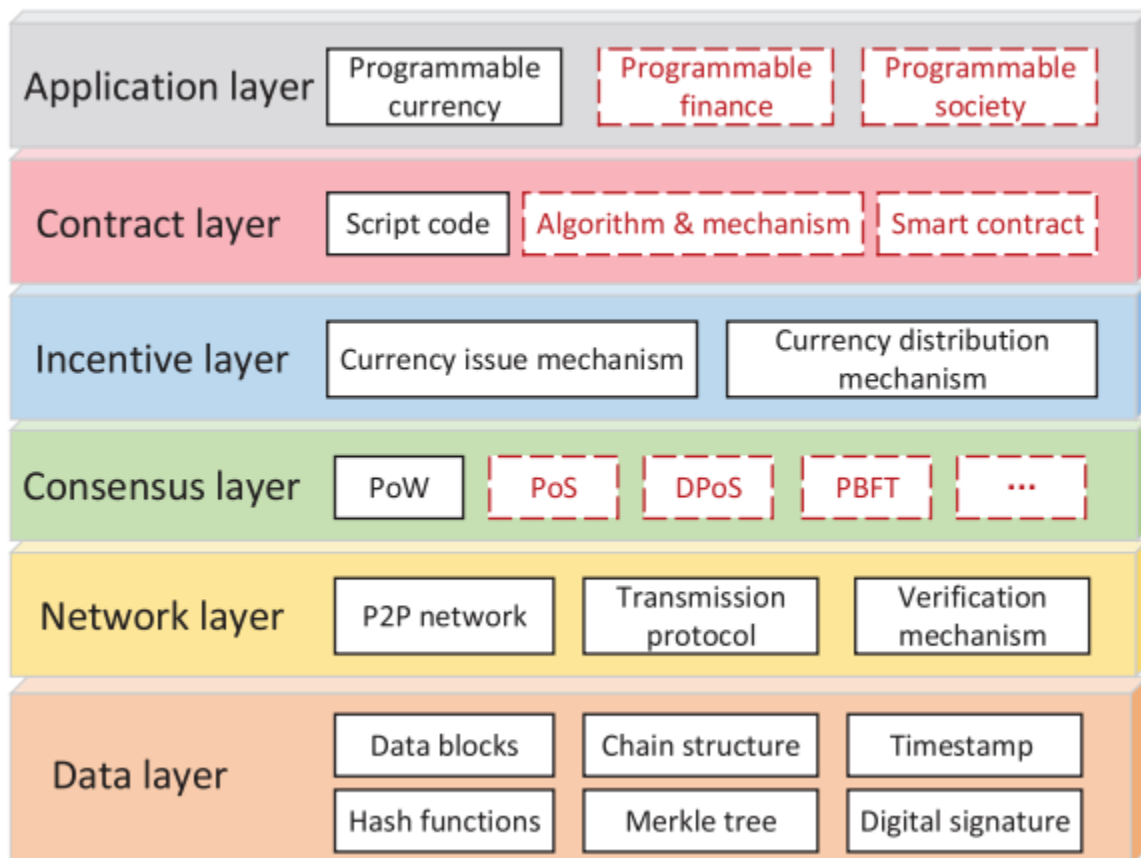 Application layer
Programmable
currency
Programmable
finance
Programmable
society
Contract layer
Script code
Algorithm & mechanism
Smart contract
Incentive layer
Currency issue mechanism
Currency distribution
mechanism
Consensus layer
PoW
PoS
DPoS
PBFT
...
Network layer
P2P network
Transmission
protocol
Verification
mechanism
Data layer
Data blocks
Chain structure
Timestamp
Hash functions
Merkle tree
Digital signature